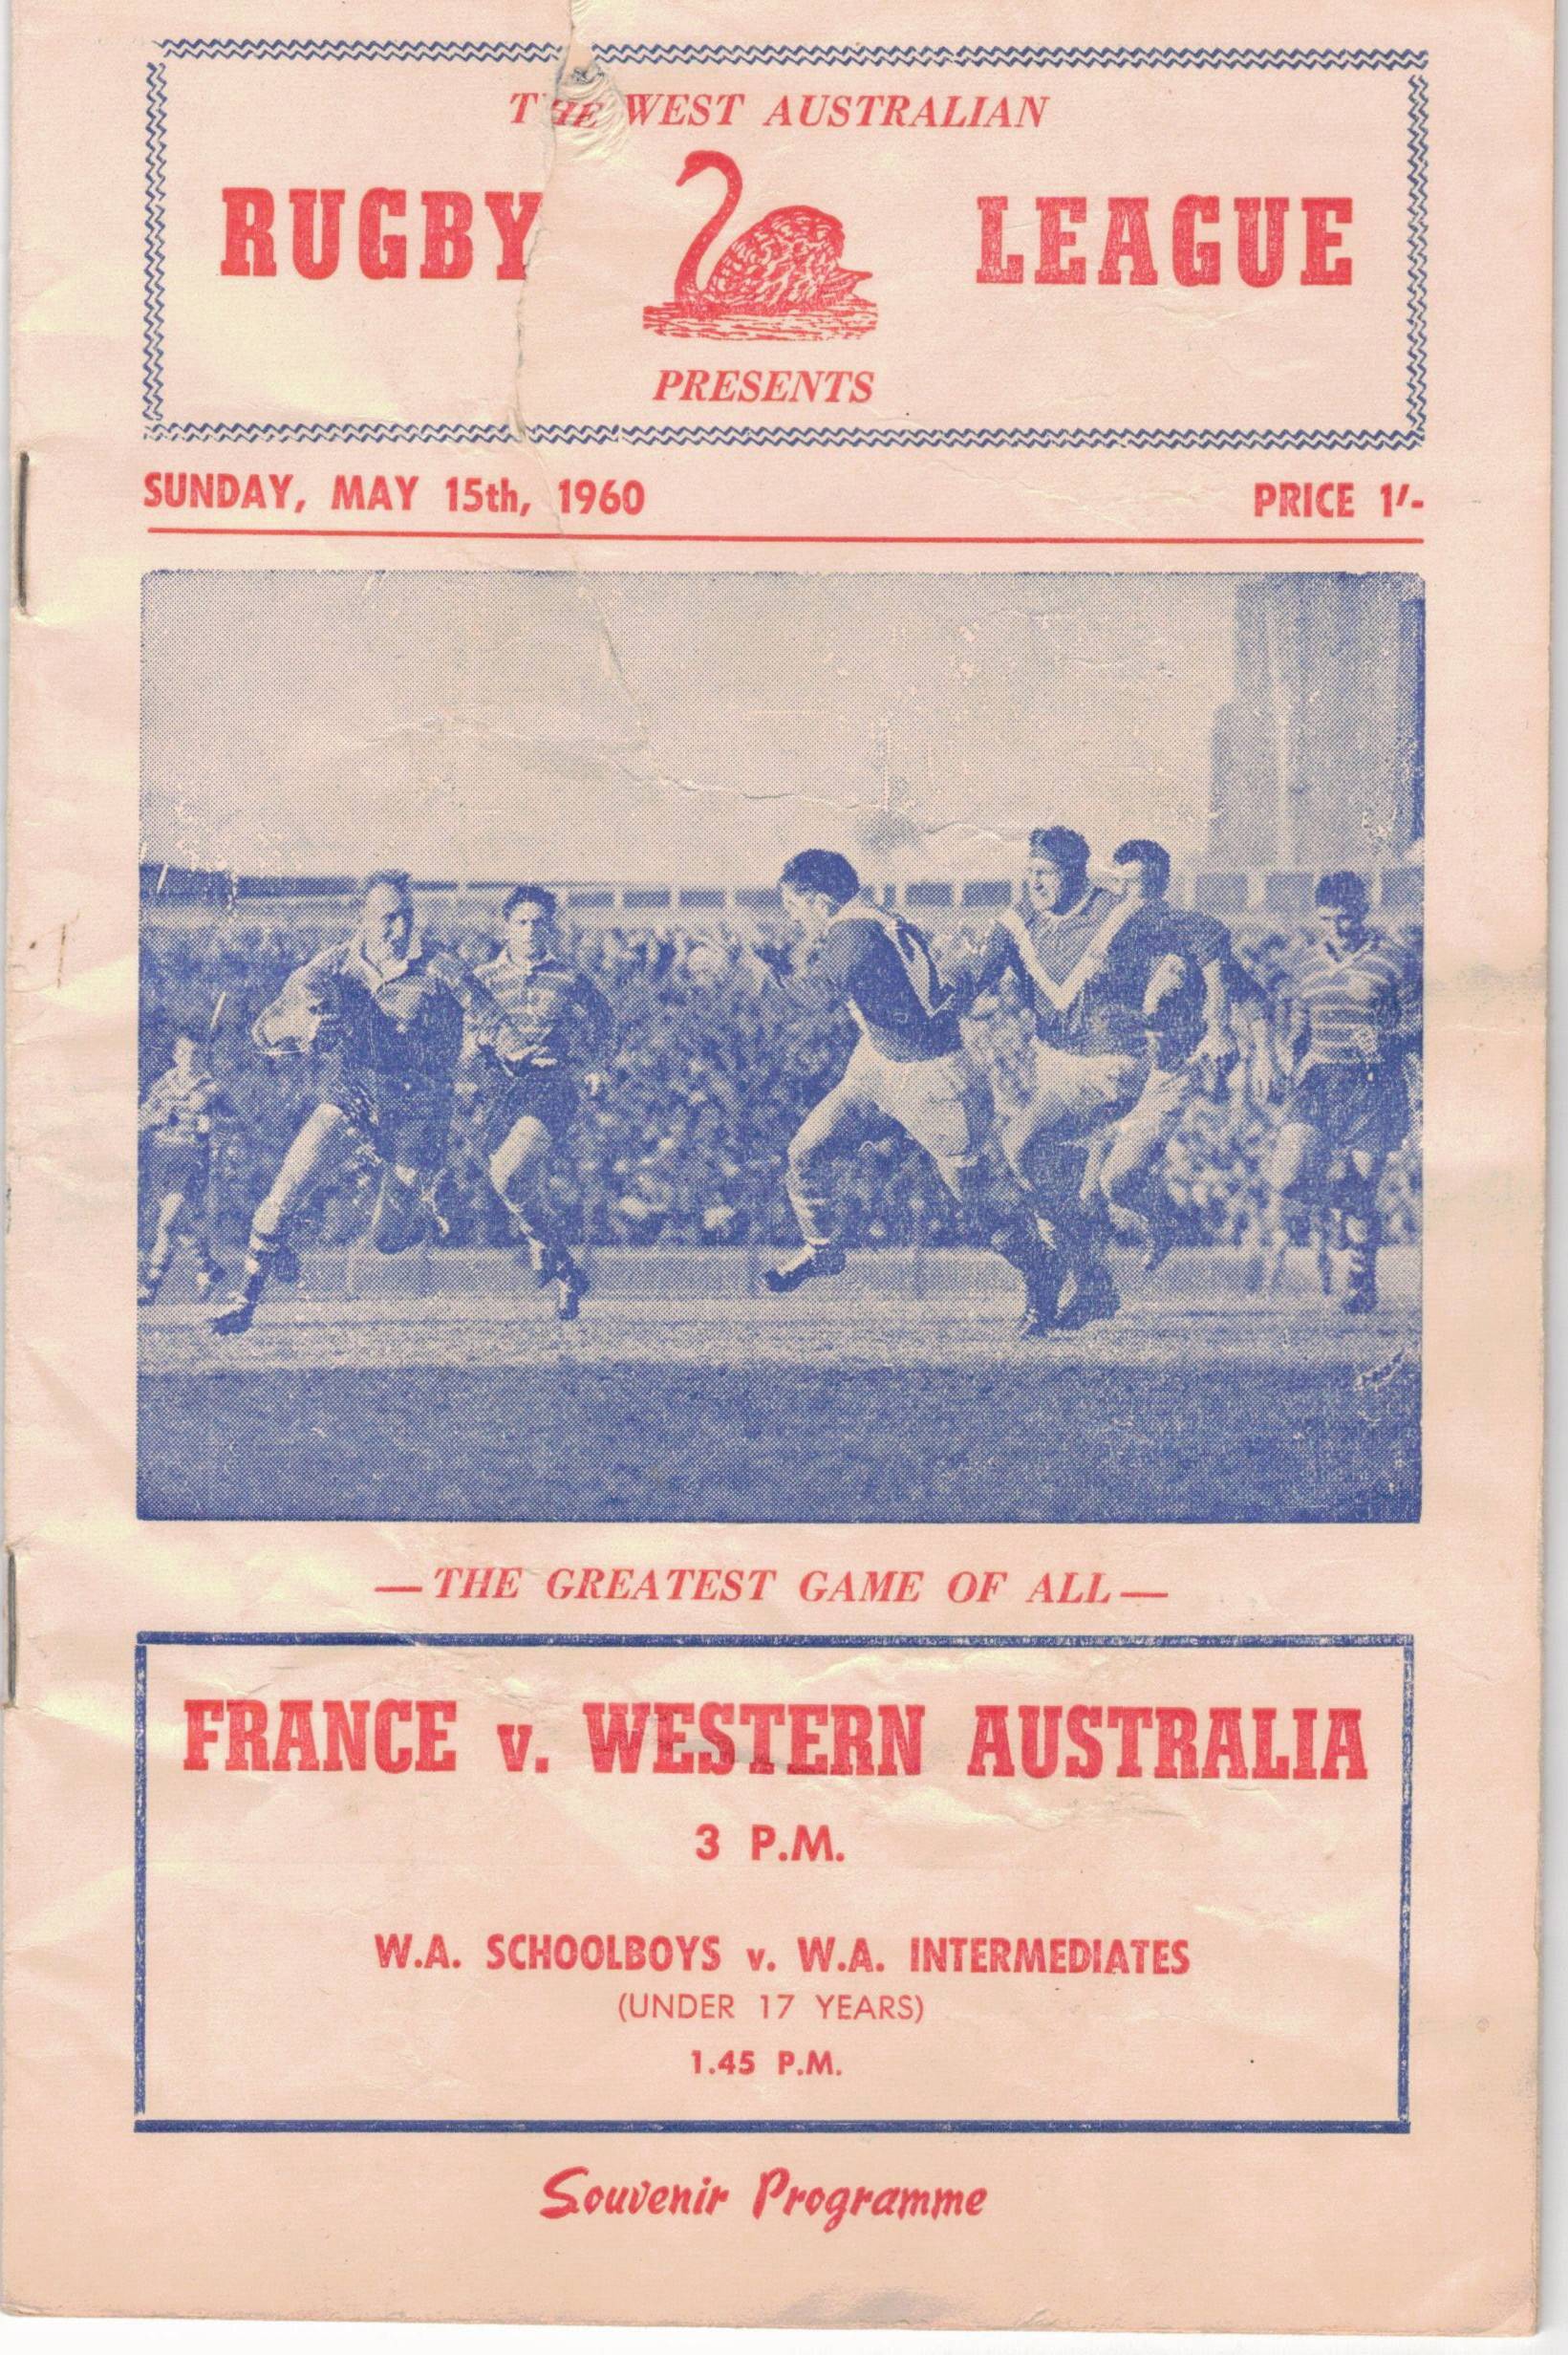 THE WEST AUSTRALIAN
RUGBY LEAGUE
PRESENTS
SUNDAY, MAY 15th, 1960 PRICE 1/-
—THE GREATEST GAME OF ALL—
FRANCE v. WESTERN AUSTRALIA
3 P.M.
W.A. SCHOOLBOYS v. W.A. INTERMEDIATES
(UNDER 17 YEARS)
1.45 P.M.
Souvenir Programme